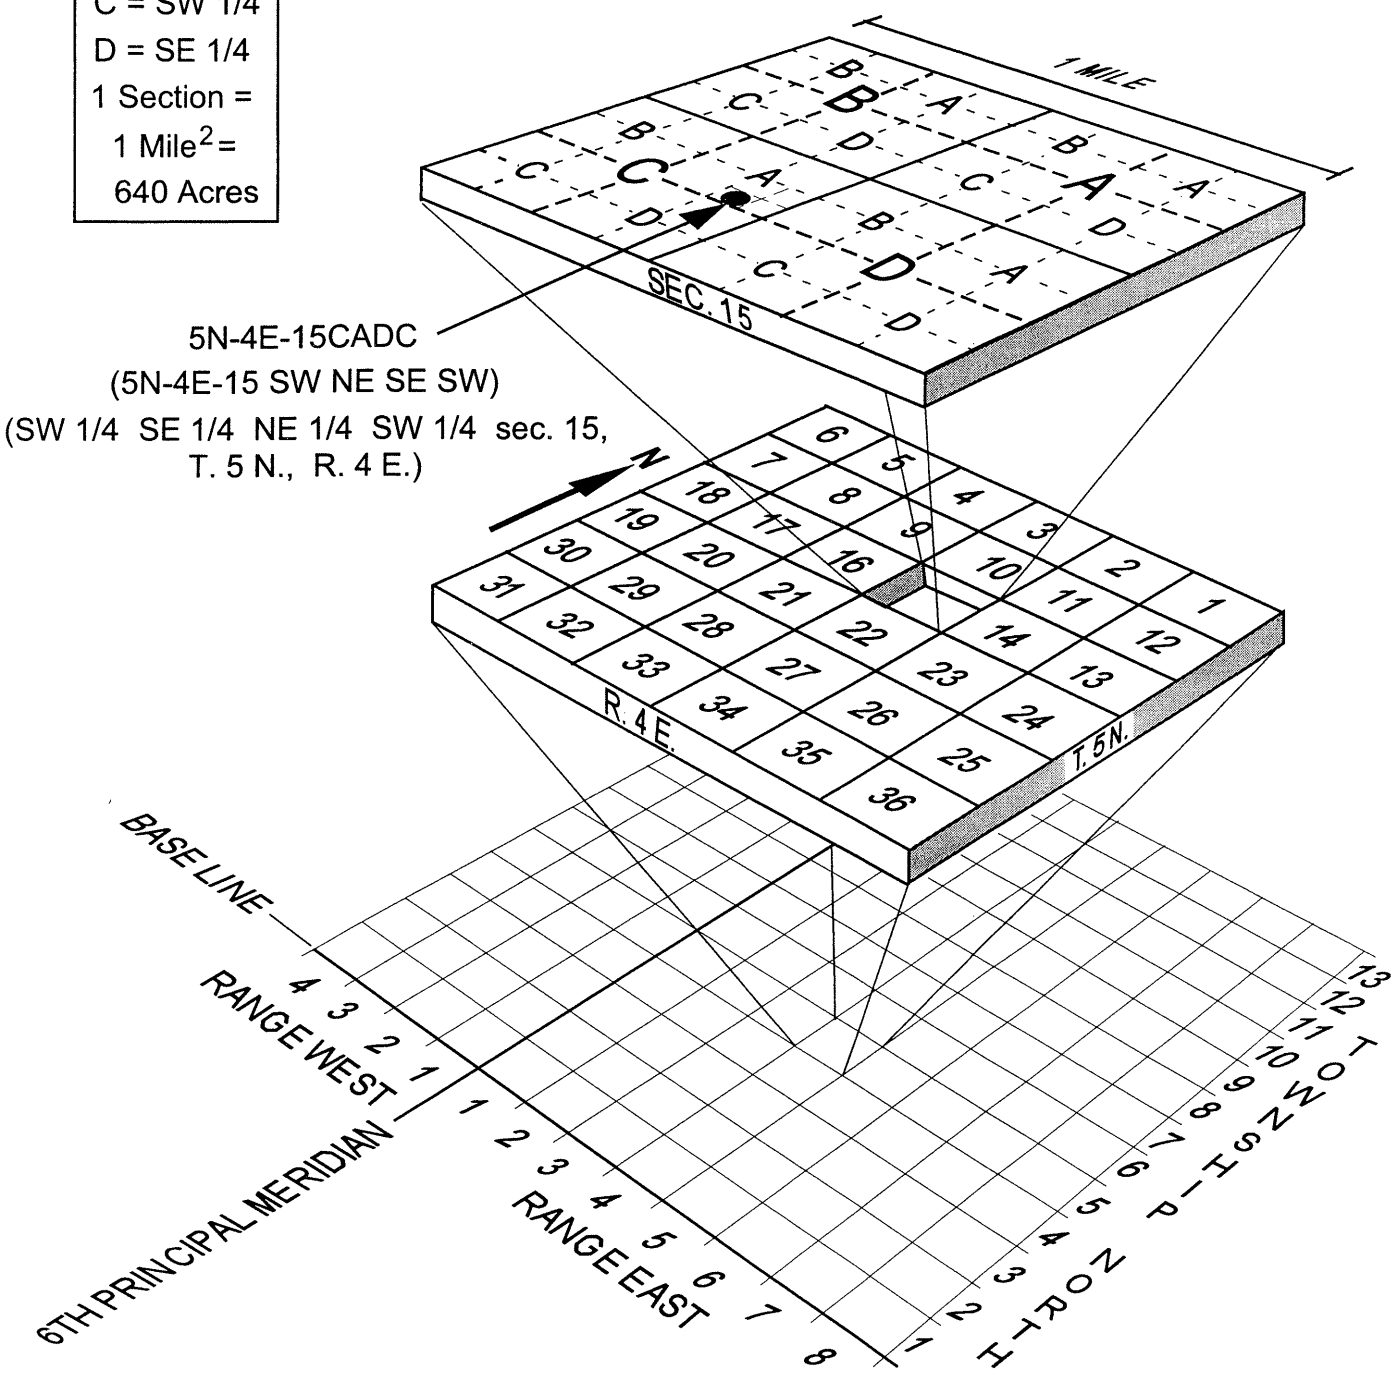 C = SW 1/4
D = SE 1/4
1 Section =
1 Mile2 =
640 Acres
1 MILE
B
B
A
C
D
B
A
A
C
D
B
C
C
A
D
B
D
A
C
D
SEC. 15
5N-4E-15CADC
(5N-4E-15 SW NE SE SW)
(SW 1/4 SE 1/4 NE 1/4 SW 1/4 sec. 15,
T. 5 N., R. 4 E.)
N
6 5 4 3 2 1
7 8 9 10 11 12
18 17 16 14 13
19 20 21 22 23 24
30 29 28 27 26 25
31 32 33 34 35 36
R. 4 E.
T. 5N.
BASE LINE
4 3 2 1
RANGE WEST
6TH PRINCIPAL MERIDIAN
1 2 3 4 5 6 7 8
RANGE EAST
13
12
11
10
9
8
7
6
5
4
3
2
1
TOWNSHIP NORTH